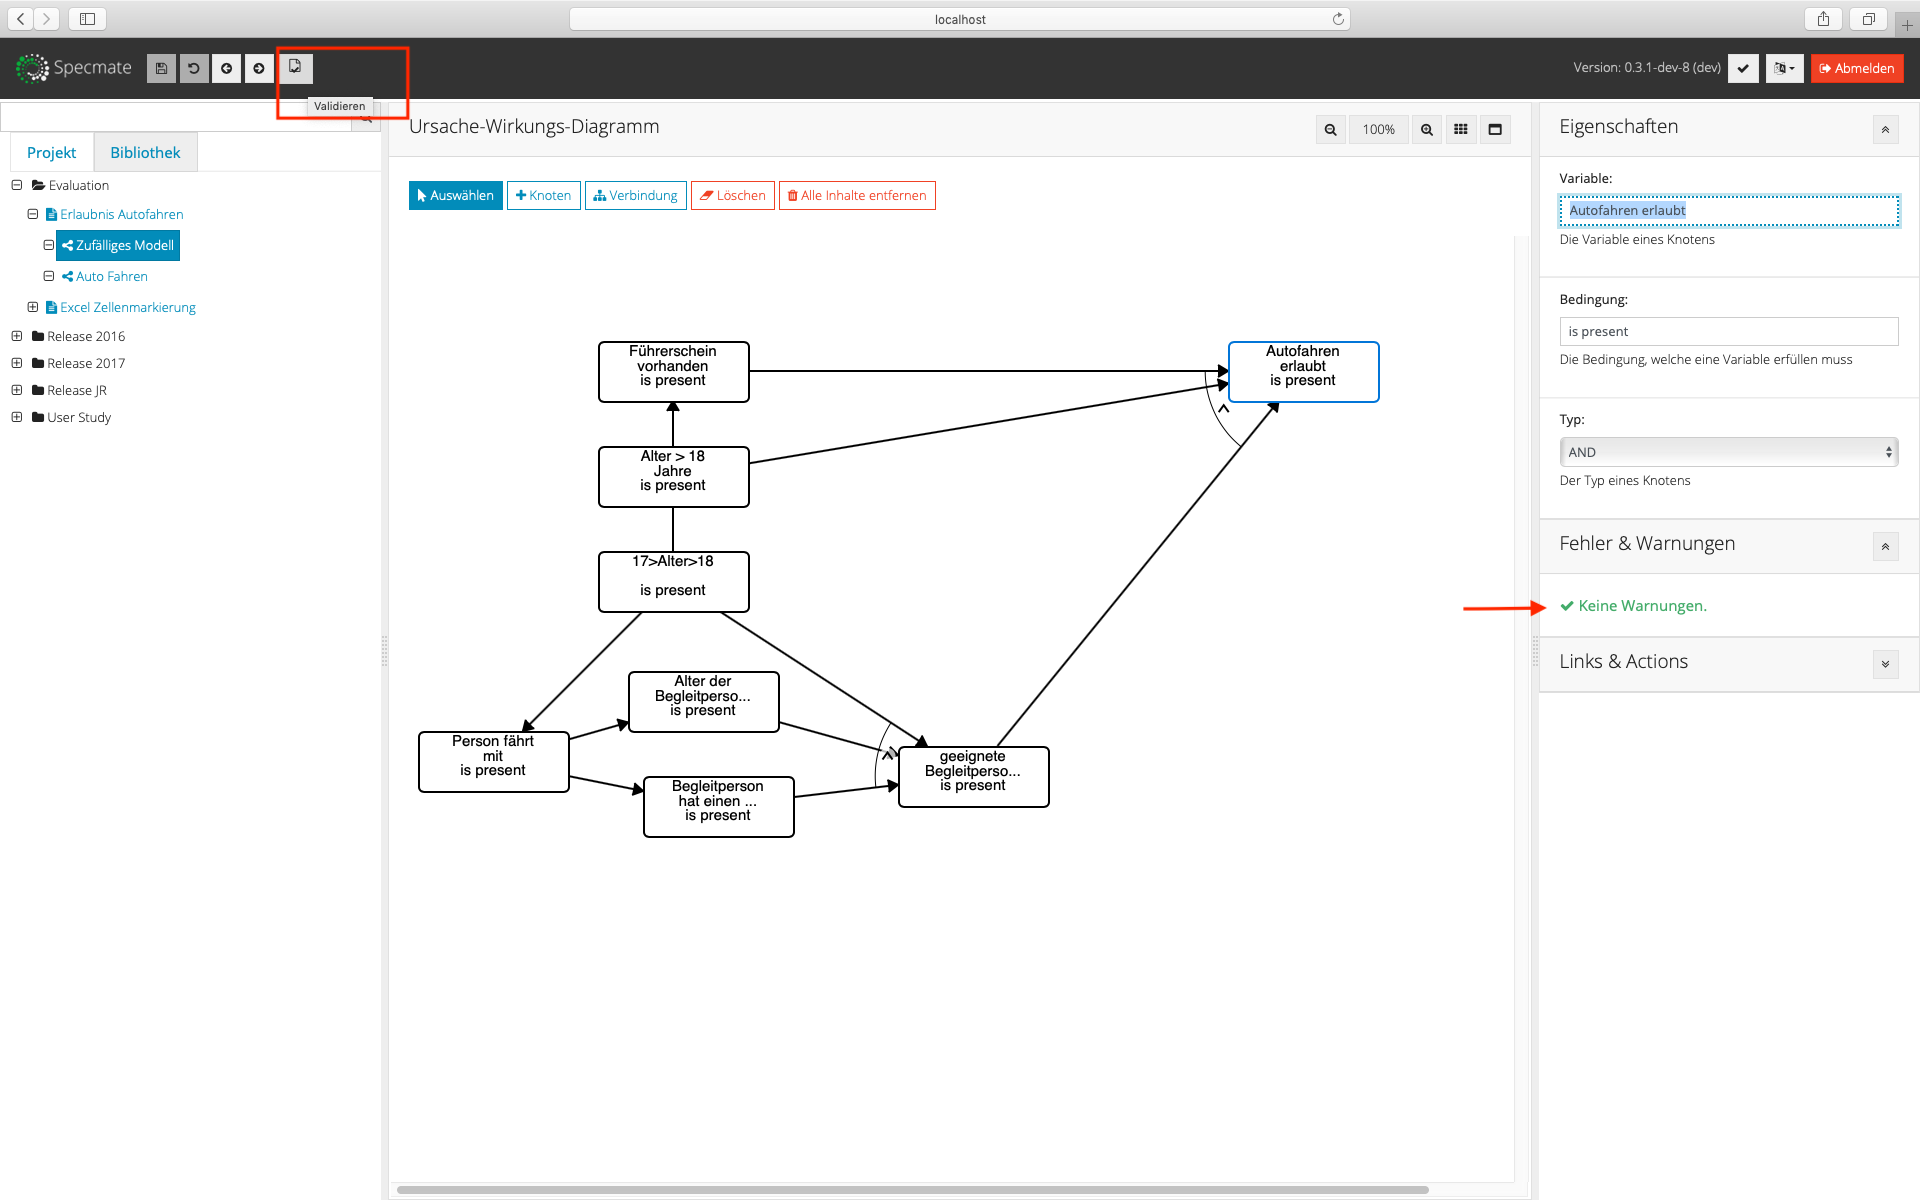 localhost
Specmate
Version: 0.3.1-dev-8 (dev)
Abmelden
Validieren
Projekt
Bibliothek
Evaluation
Erlaubnis Autofahren
Zufälliges Modell
Auto Fahren
Excel Zellenmarkierung
Release 2016
Release 2017
Release JR
User Study
Ursache-Wirkungs-Diagramm
100%
Auswählen
Knoten
Verbindung
Löschen
Alle Inhalte entfernen
Führerschein
vorhanden
is present
Autofahren
erlaubt
is present
Alter > 18
Jahre
is present
17>Alter>18
is present
Alter der
Begleitperso...
is present
Person fährt
mit
is present
geeignete
Begleitperso...
is present
Begleitperson
hat einen ...
is present
Eigenschaften
Variable:
Autofahren erlaubt
Die Variable eines Knotens
Bedingung:
is present
Die Bedingung, welche eine Variable erfüllen muss
Typ:
AND
Der Typ eines Knotens
Fehler & Warnungen
Keine Warnungen.
Links & Actions